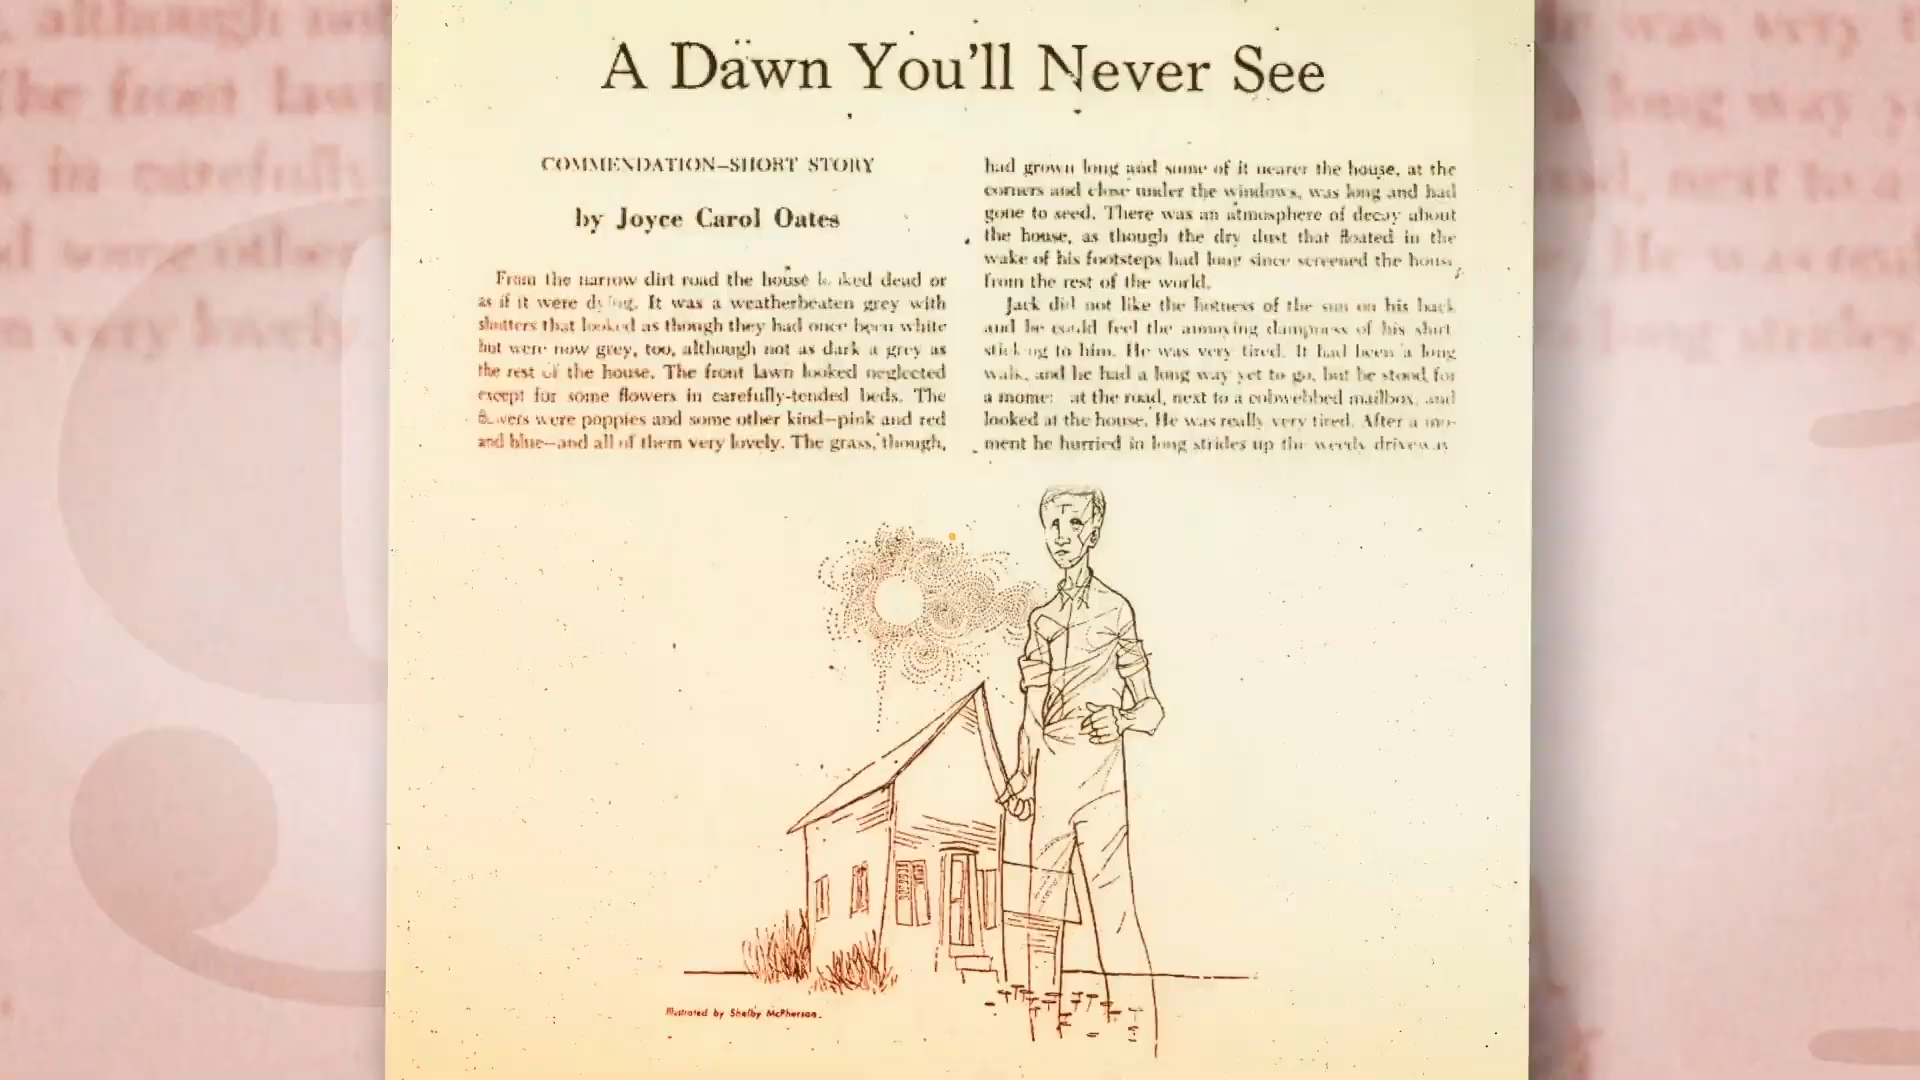 A Dawn You'll Never See
COMMENDATION—SHORT STORY
by Joyce Carol Oates
From the narrow dirt road the house looked dead or
as if it were dying. It was a weatherbeaten grey with
shutters that looked as though they had once been white
but were now grey, too, although not as dark a grey as
the rest of the house. The front lawn looked neglected
except for some flowers in carefully-tended beds. The
flowers were poppies and some other kind—pink and red
and blue—and all of them very lovely. The grass, though,
had grown long and some of it nearer the house, at the
corners and close under the windows, was long and had
gone to seed. There was an atmosphere of decay about
the house, as though the dry dust that floated in the
wake of his footsteps had long since screened the house
from the rest of the world.
Jack did not like the hotness of the sun on his back
and he could feel the annoying dampness of his shirt
sticking to him. He was very tired. It had been a long
walk, and he had a long way yet to go, but he stood for
a moment at the road, next to a cobwebbed mailbox, and
looked at the house. He was really very tired. After a mo-
ment he hurried in long strides up the weedy driveway
Illustrated by Shelby McPherson.